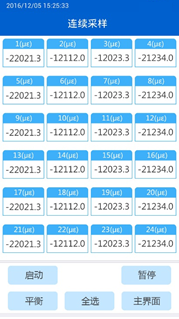 2016/12/05 15:25:33
连续采样
1(με) 2(με) 3(με) 4(με)
-22021.3 -12112.0 -12023.3 -21234.0
5(με) 6(με) 7(με) 8(με)
-22021.3 -12112.0 -12023.3 -21234.0
9(με) 10(με) 11(με) 12(με)
-22021.3 -12112.0 -12023.3 -21234.0
13(με) 14(με) 15(με) 16(με)
-22021.3 -12112.0 -12023.3 -21234.0
17(με) 18(με) 19(με) 20(με)
-22021.3 -12112.0 -12023.3 -21234.0
21(με) 22(με) 23(με) 24(με)
-22021.3 -12112.0 -12023.3 -21234.0
启动 暂停
平衡 全选 主界面